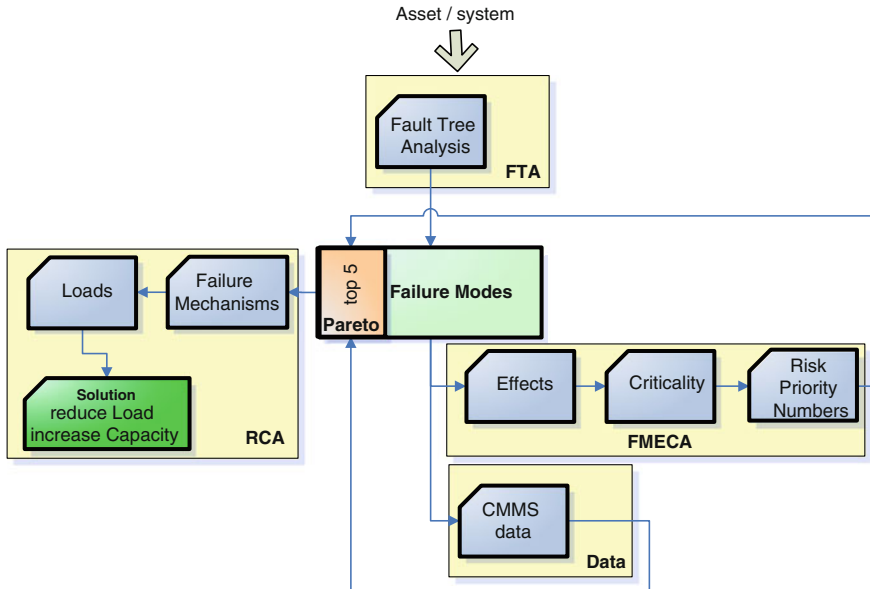 Asset / system
Fault Tree
Analysis
FTA
Loads
Failure
Mechanisms
top 5
Pareto
Failure Modes
Solution
reduce Load
increase Capacity
RCA
Effects
Criticality
Risk
Priority
Numbers
FMECA
CMMS
data
Data